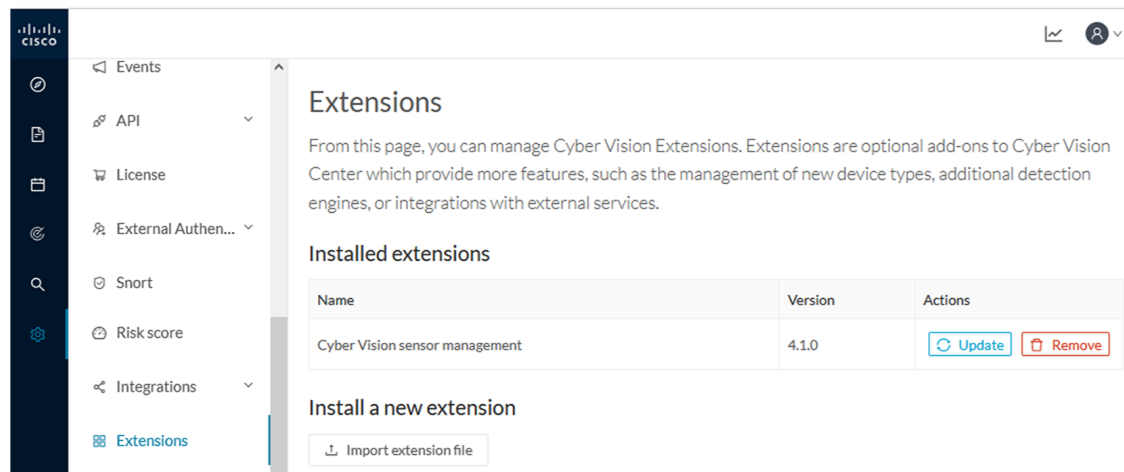 CISCO
Events
API
License
External Authen...
Snort
Risk score
Integrations
Extensions
Extensions
From this page, you can manage Cyber Vision Extensions. Extensions are optional add-ons to Cyber Vision
Center which provide more features, such as the management of new device types, additional detection
engines, or integrations with external services.
Installed extensions
Name Version Actions
Cyber Vision sensor management 4.1.0 Update Remove
Install a new extension
Import extension file